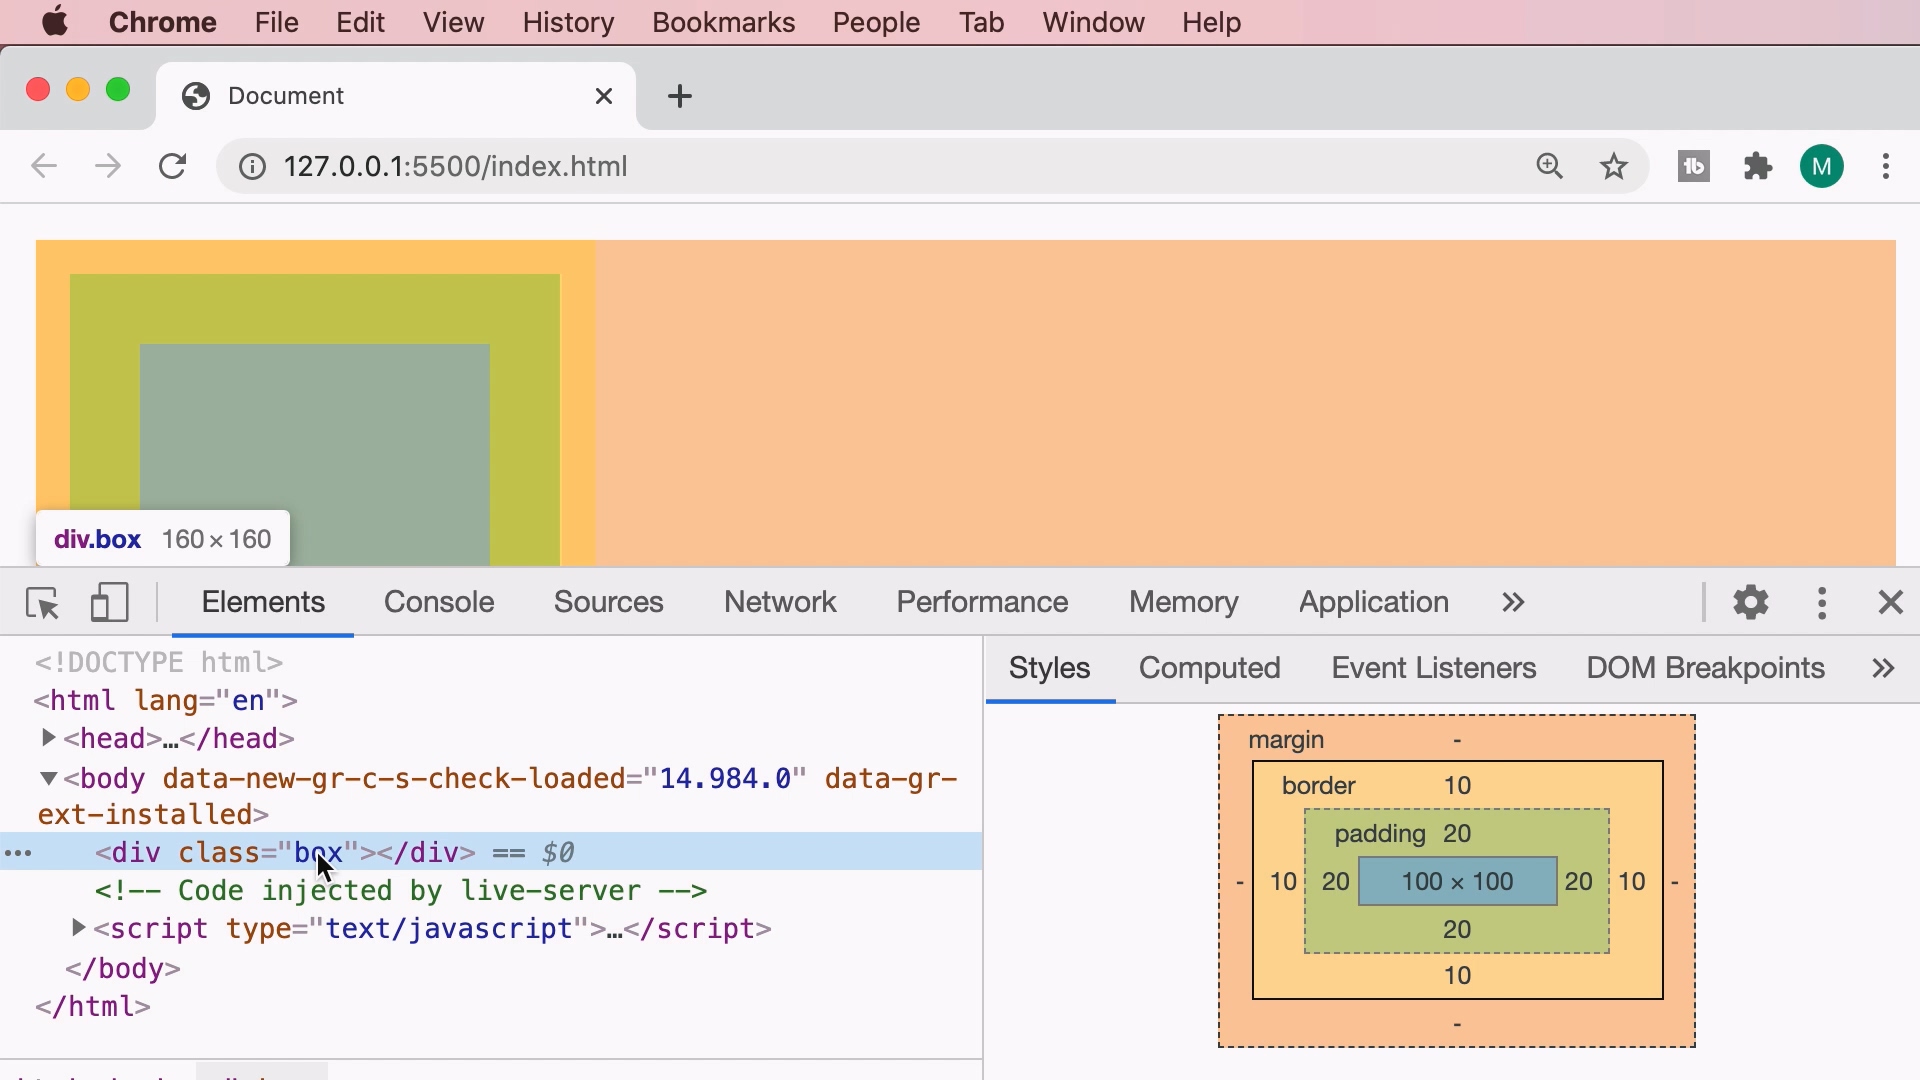 Chrome File Edit View History Bookmarks People Tab Window Help
Document
127.0.0.1:5500/index.html
M
div.box 160×160
Elements Console Sources Network Performance Memory Application »
<!DOCTYPE html>
<html lang="en">
<head>…</head>
<body data-new-gr-c-s-check-loaded="14.984.0" data-gr-
ext-installed>
<div class="box"></div> == $0
<!-- Code injected by live-server -->
<script type="text/javascript">…</script>
</body>
</html>
Styles Computed Event Listeners DOM Breakpoints »
margin -
border 10
padding 20
- 10 20 100 × 100 20 10 -
20
10
-